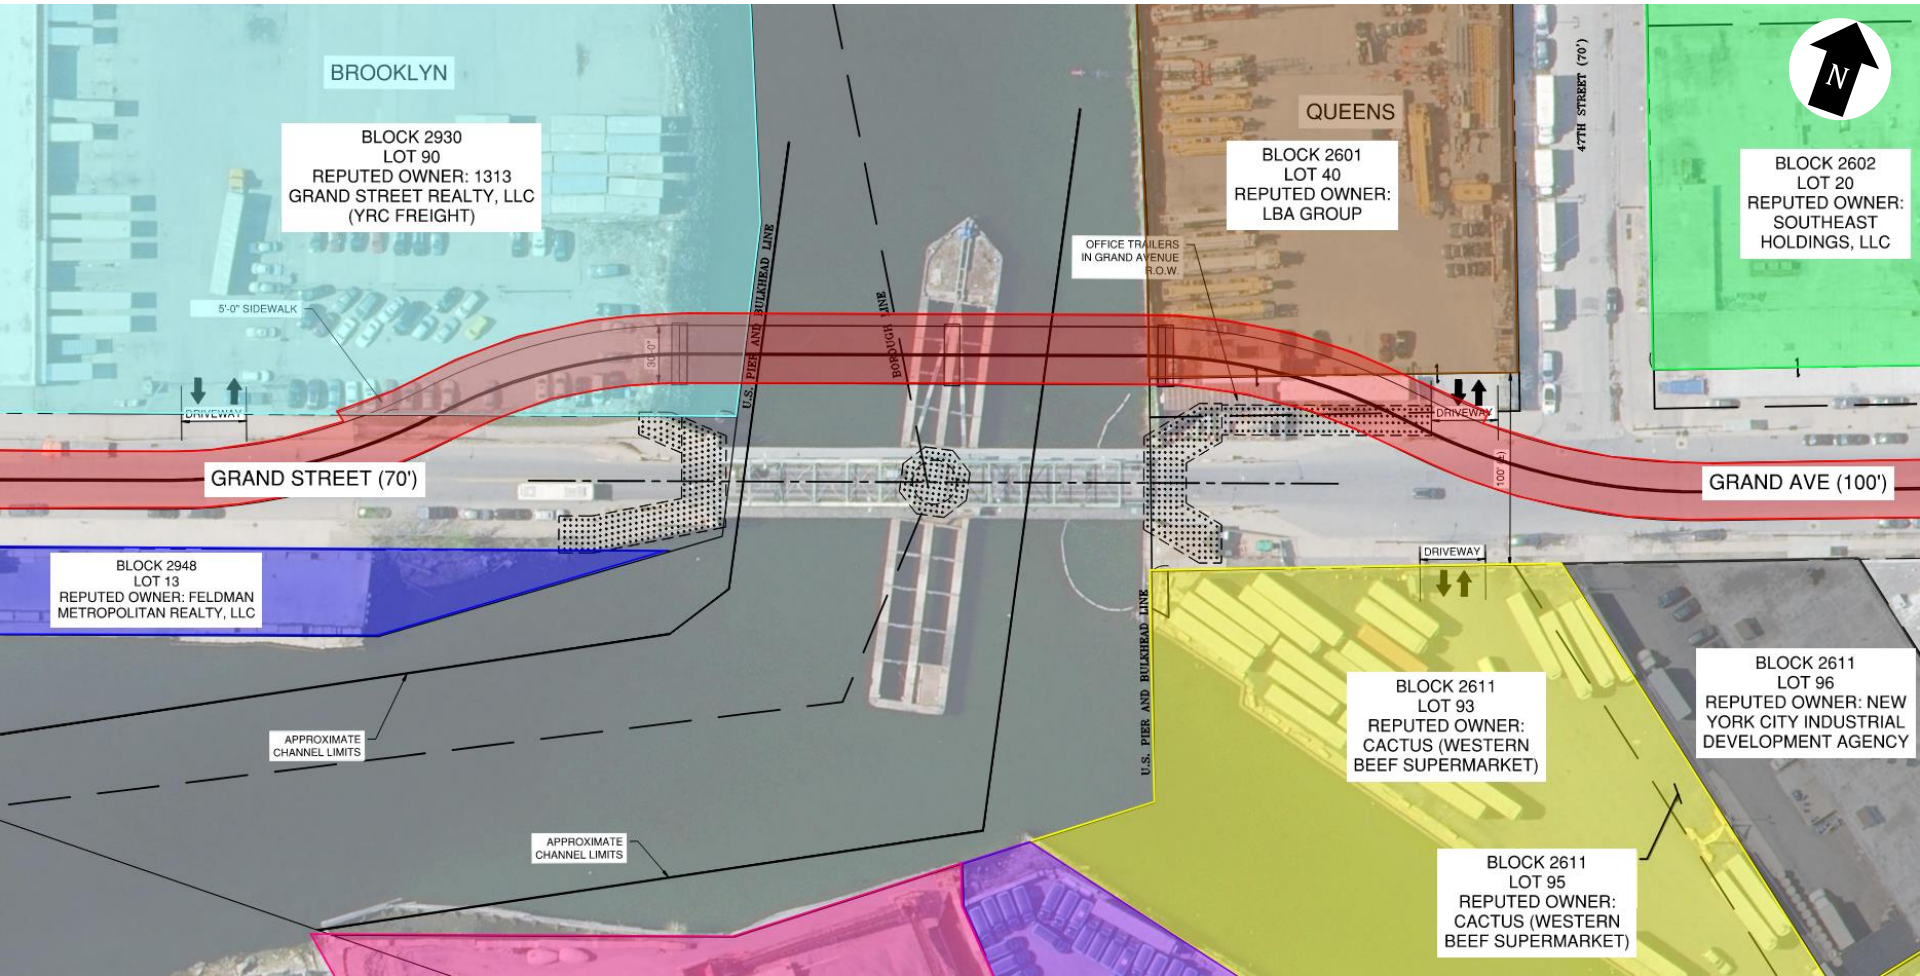 BROOKLYN
BLOCK 2930
LOT 90
REPUTED OWNER: 1313
GRAND STREET REALTY, LLC
(YRC FREIGHT)
5'-0" SIDEWALK
DRIVEWAY
30'-0"
U.S. PIER AND BULKHEAD LINE
BOROUGH LINE
QUEENS
BLOCK 2601
LOT 40
REPUTED OWNER:
LBA GROUP
OFFICE TRAILERS
IN GRAND AVENUE
R.O.W.
47TH STREET (70')
N
BLOCK 2602
LOT 20
REPUTED OWNER:
SOUTHEAST
HOLDINGS, LLC
DRIVEWAY
GRAND STREET (70')
100' (±)
GRAND AVE (100')
BLOCK 2948
LOT 13
REPUTED OWNER: FELDMAN
METROPOLITAN REALTY, LLC
DRIVEWAY
U.S. PIER AND BULKHEAD LINE
APPROXIMATE
CHANNEL LIMITS
BLOCK 2611
LOT 93
REPUTED OWNER:
CACTUS (WESTERN
BEEF SUPERMARKET)
BLOCK 2611
LOT 96
REPUTED OWNER: NEW
YORK CITY INDUSTRIAL
DEVELOPMENT AGENCY
APPROXIMATE
CHANNEL LIMITS
BLOCK 2611
LOT 95
REPUTED OWNER:
CACTUS (WESTERN
BEEF SUPERMARKET)